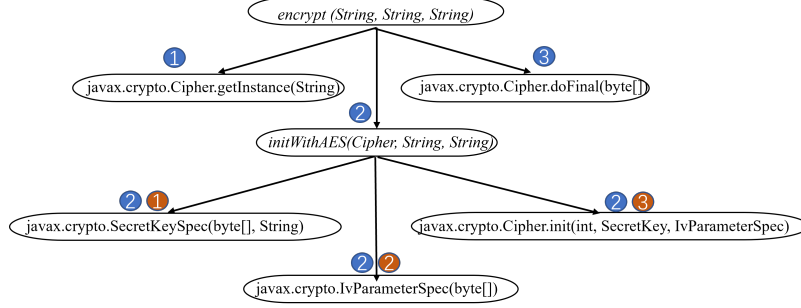 encrypt (String, String, String)
1
3
javax.crypto.Cipher.getInstance(String)
javax.crypto.Cipher.doFinal(byte[])
2
initWithAES(Cipher, String, String)
2 1
2 3
javax.crypto.SecretKeySpec(byte[], String)
javax.crypto.Cipher.init(int, SecretKey, IvParameterSpec)
2 2
javax.crypto.IvParameterSpec(byte[])